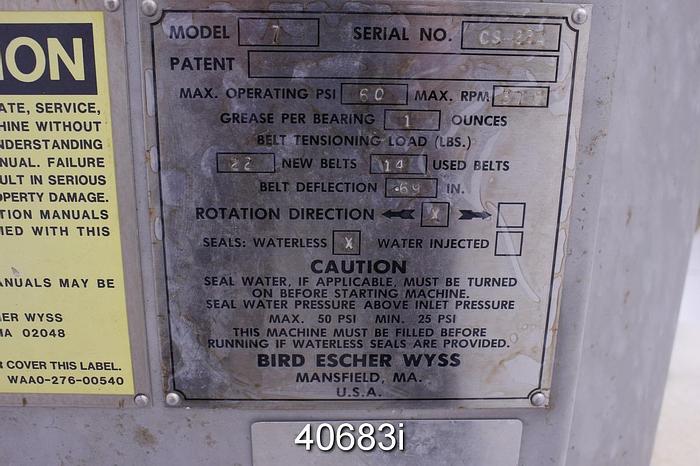 ION
ATE, SERVICE,
HINE WITHOUT
NDERSTANDING
NUAL. FAILURE
ULT IN SERIOUS
OPERTY DAMAGE.
TION MANUALS
MED WITH THIS
ANUALS MAY BE
ER WYSS
MA 02048
R COVER THIS LABEL.
WAA0-276-00540
MODEL 7 SERIAL NO.
PATENT
MAX. OPERATING PSI 60 MAX. RPM
GREASE PER BEARING 1 OUNCES
BELT TENSIONING LOAD (LBS.)
22 NEW BELTS 14 USED BELTS
BELT DEFLECTION .69 IN.
ROTATION DIRECTION X
SEALS: WATERLESS X WATER INJECTED
CAUTION
SEAL WATER, IF APPLICABLE, MUST BE TURNED
ON BEFORE STARTING MACHINE.
SEAL WATER PRESSURE ABOVE INLET PRESSURE
MAX. 50 PSI MIN. 25 PSI
THIS MACHINE MUST BE FILLED BEFORE
RUNNING IF WATERLESS SEALS ARE PROVIDED.
BIRD ESCHER WYSS
MANSFIELD, MA.
U.S.A.
40683i